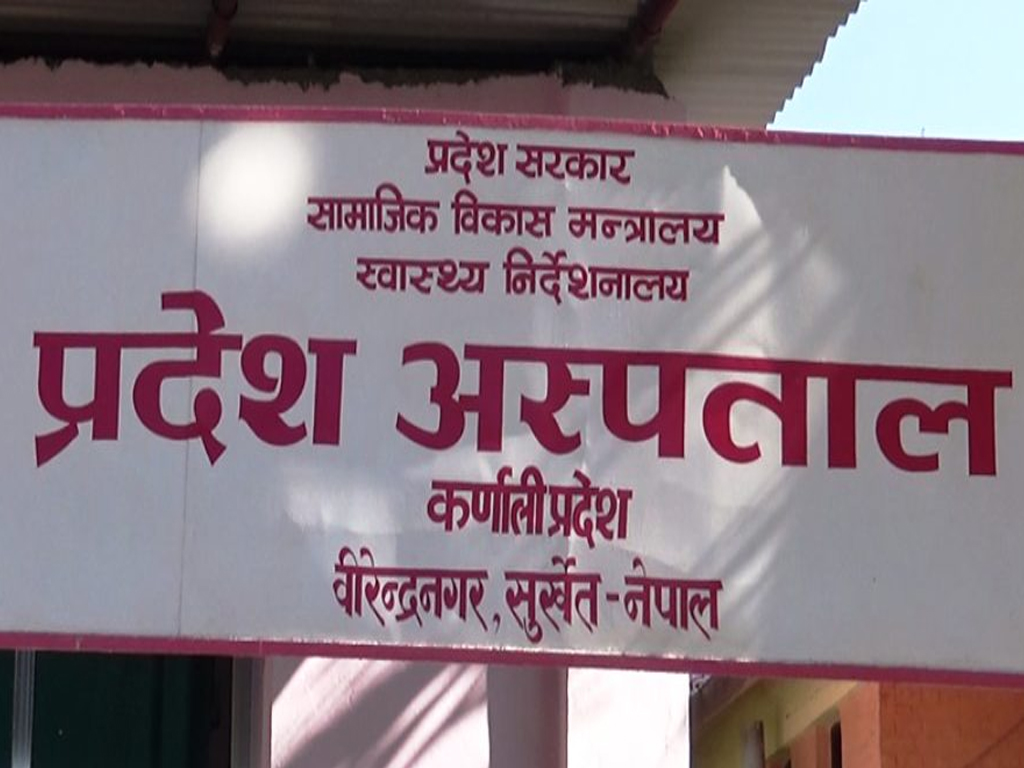 प्रदेश सरकार
सामाजिक विकास मन्त्रालय
स्वास्थ्य निर्देशनालय
प्रदेश अस्पताल
कर्णाली प्रदेश
वीरेन्द्रनगर, सुर्खेत - नेपाल